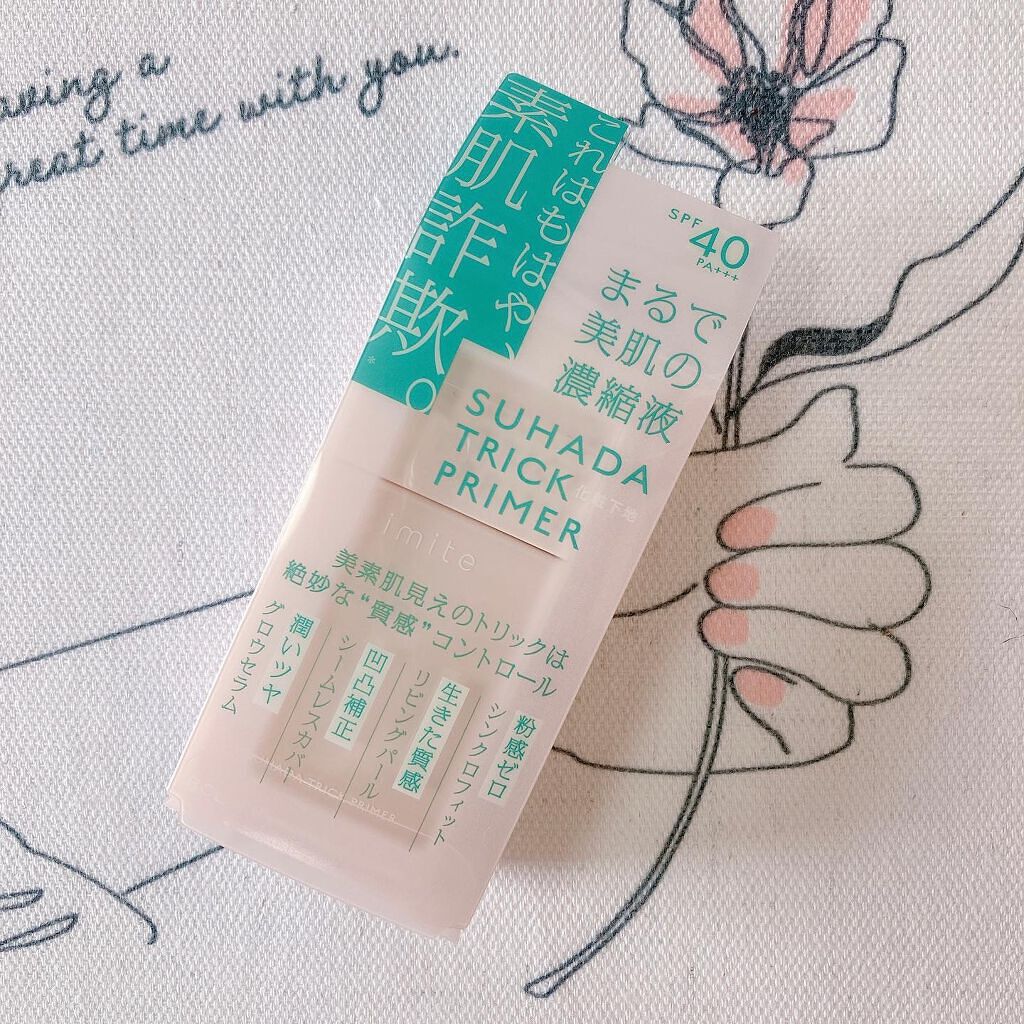 aving a
great time with you.
これはもはや、
素肌詐欺。
*
SPF
40
PA+++
まるで
美肌の
濃縮液
SUHADA
TRICK
PRIMER
化粧下地
imite
美素肌見えのトリックは
絶妙な“質感”コントロール
粉感ゼロ
シンクロフィット
生きた質感
リビングパール
凹凸補正
シームレスカバー
潤いツヤ
グロウセラム
TRICK PRIMER